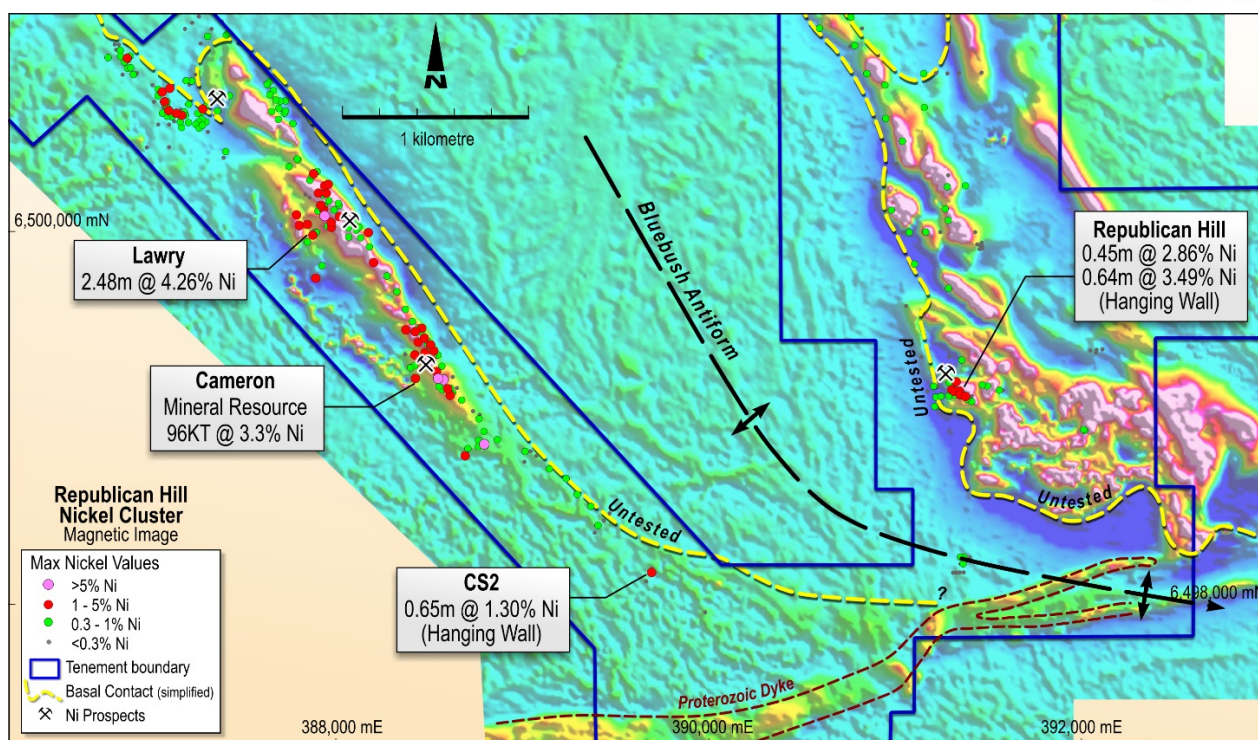 N
1 kilometre
6,500,000 mN
Lawry
2.48m @ 4.26% Ni
Bluebush Antiform
Republican Hill
0.45m @ 2.86% Ni
0.64m @ 3.49% Ni
(Hanging Wall)
Untested
Cameron
Mineral Resource
96KT @ 3.3% Ni
Untested
Untested
CS2
0.65m @ 1.30% Ni
(Hanging Wall)
?
6,498,000 mN
Republican Hill
Nickel Cluster
Magnetic Image
Max Nickel Values
>5% Ni
1 - 5% Ni
0.3 - 1% Ni
<0.3% Ni
Tenement boundary
Basal Contact (simplified)
Ni Prospects
Proterozoic Dyke
388,000 mE
390,000 mE
392,000 mE